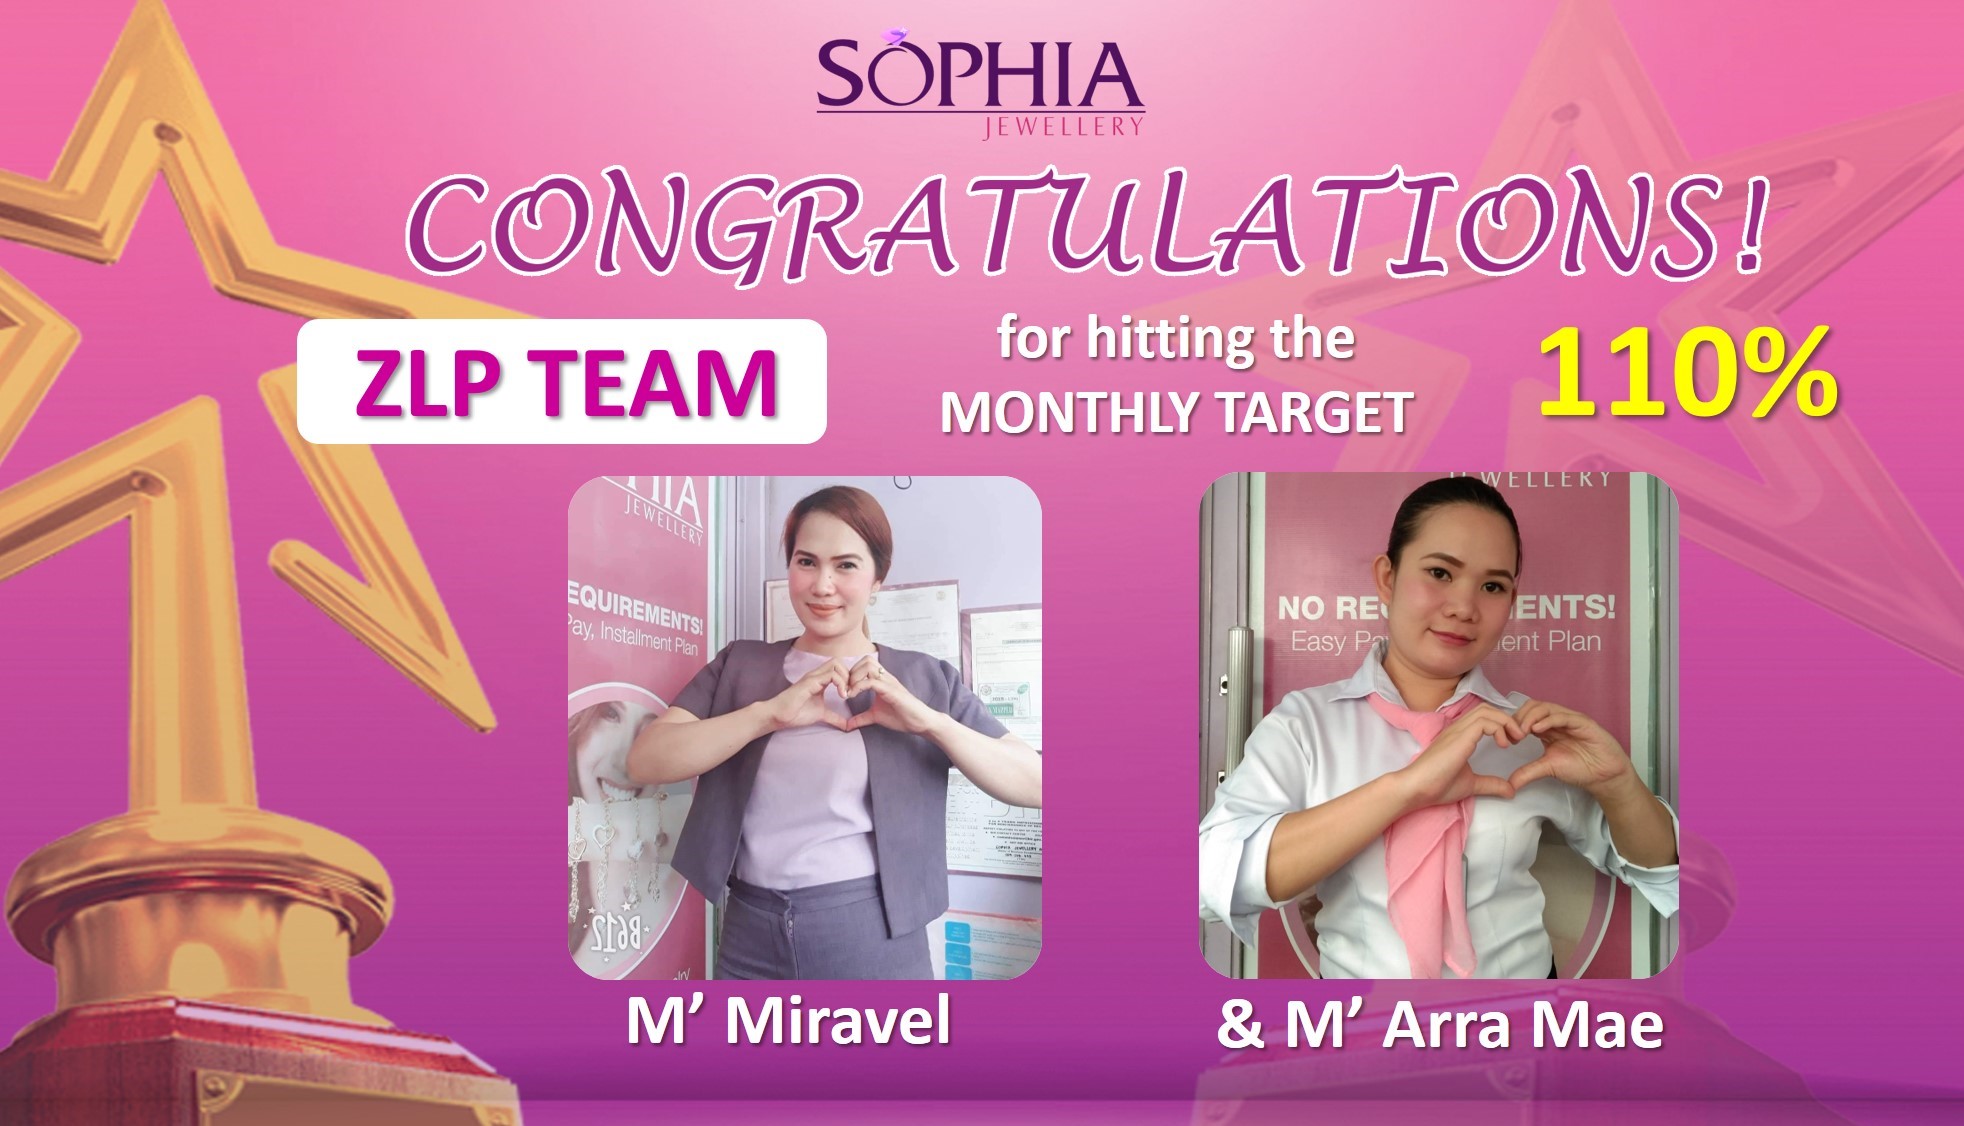 SOPHIA
JEWELLERY
CONGRATULATIONS!
ZLP TEAM
for hitting the
MONTHLY TARGET
110%
JEWELLERY
EQUIREMENTS!
Pay, Installment Plan
B612
WELLERY
NO RE ENTS!
Easy Pa ent Plan
M’ Miravel
& M’ Arra Mae